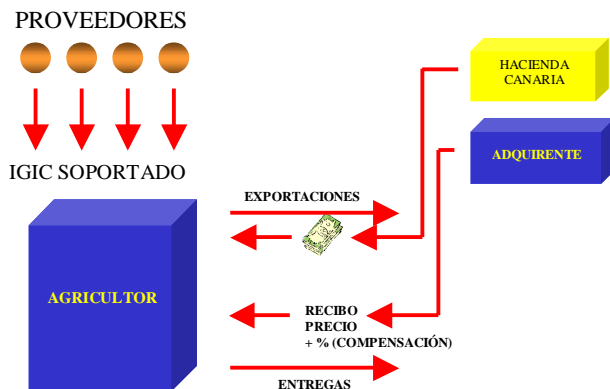 PROVEEDORES
HACIENDA
CANARIA
ADQUIRENTE
IGIC SOPORTADO
EXPORTACIONES
AGRICULTOR
RECIBO
PRECIO
+ % (COMPENSACIÓN)
ENTREGAS